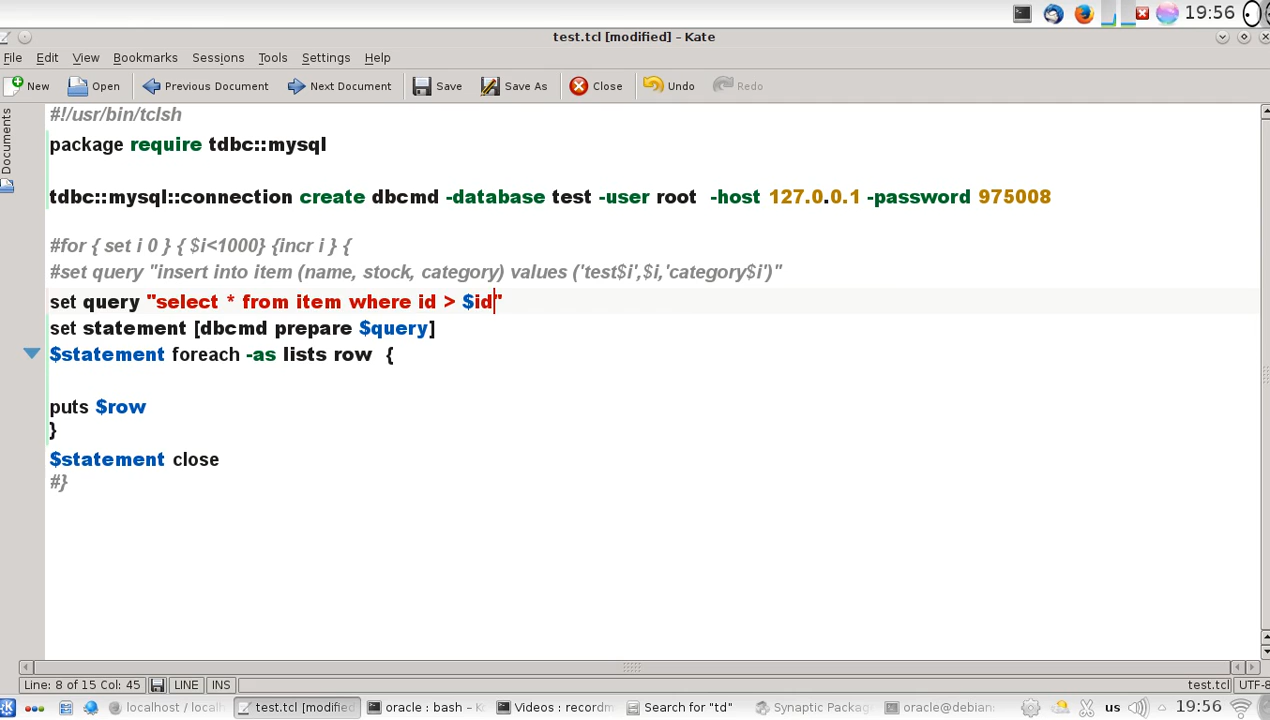 19:56
test.tcl [modified] – Kate
File Edit View Bookmarks Sessions Tools Settings Help
New Open Previous Document Next Document Save Save As Close Undo Redo
Documents
#!/usr/bin/tclsh
package require tdbc::mysql
tdbc::mysql::connection create dbcmd -database test -user root  -host 127.0.0.1 -password 975008
#for { set i 0 } { $i<1000} {incr i } {
#set query "insert into item (name, stock, category) values ('test$i',$i,'category$i')"
set query "select * from item where id > $id"
set statement [dbcmd prepare $query]
$statement foreach -as lists row  {
puts $row
}
$statement close
#}
Line: 8 of 15 Col: 45 LINE INS test.tcl UTF-8
localhost / local test.tcl [modified oracle : bash – K Videos : recordm Search for "td" Synaptic Packag oracle@debian: us 19:56